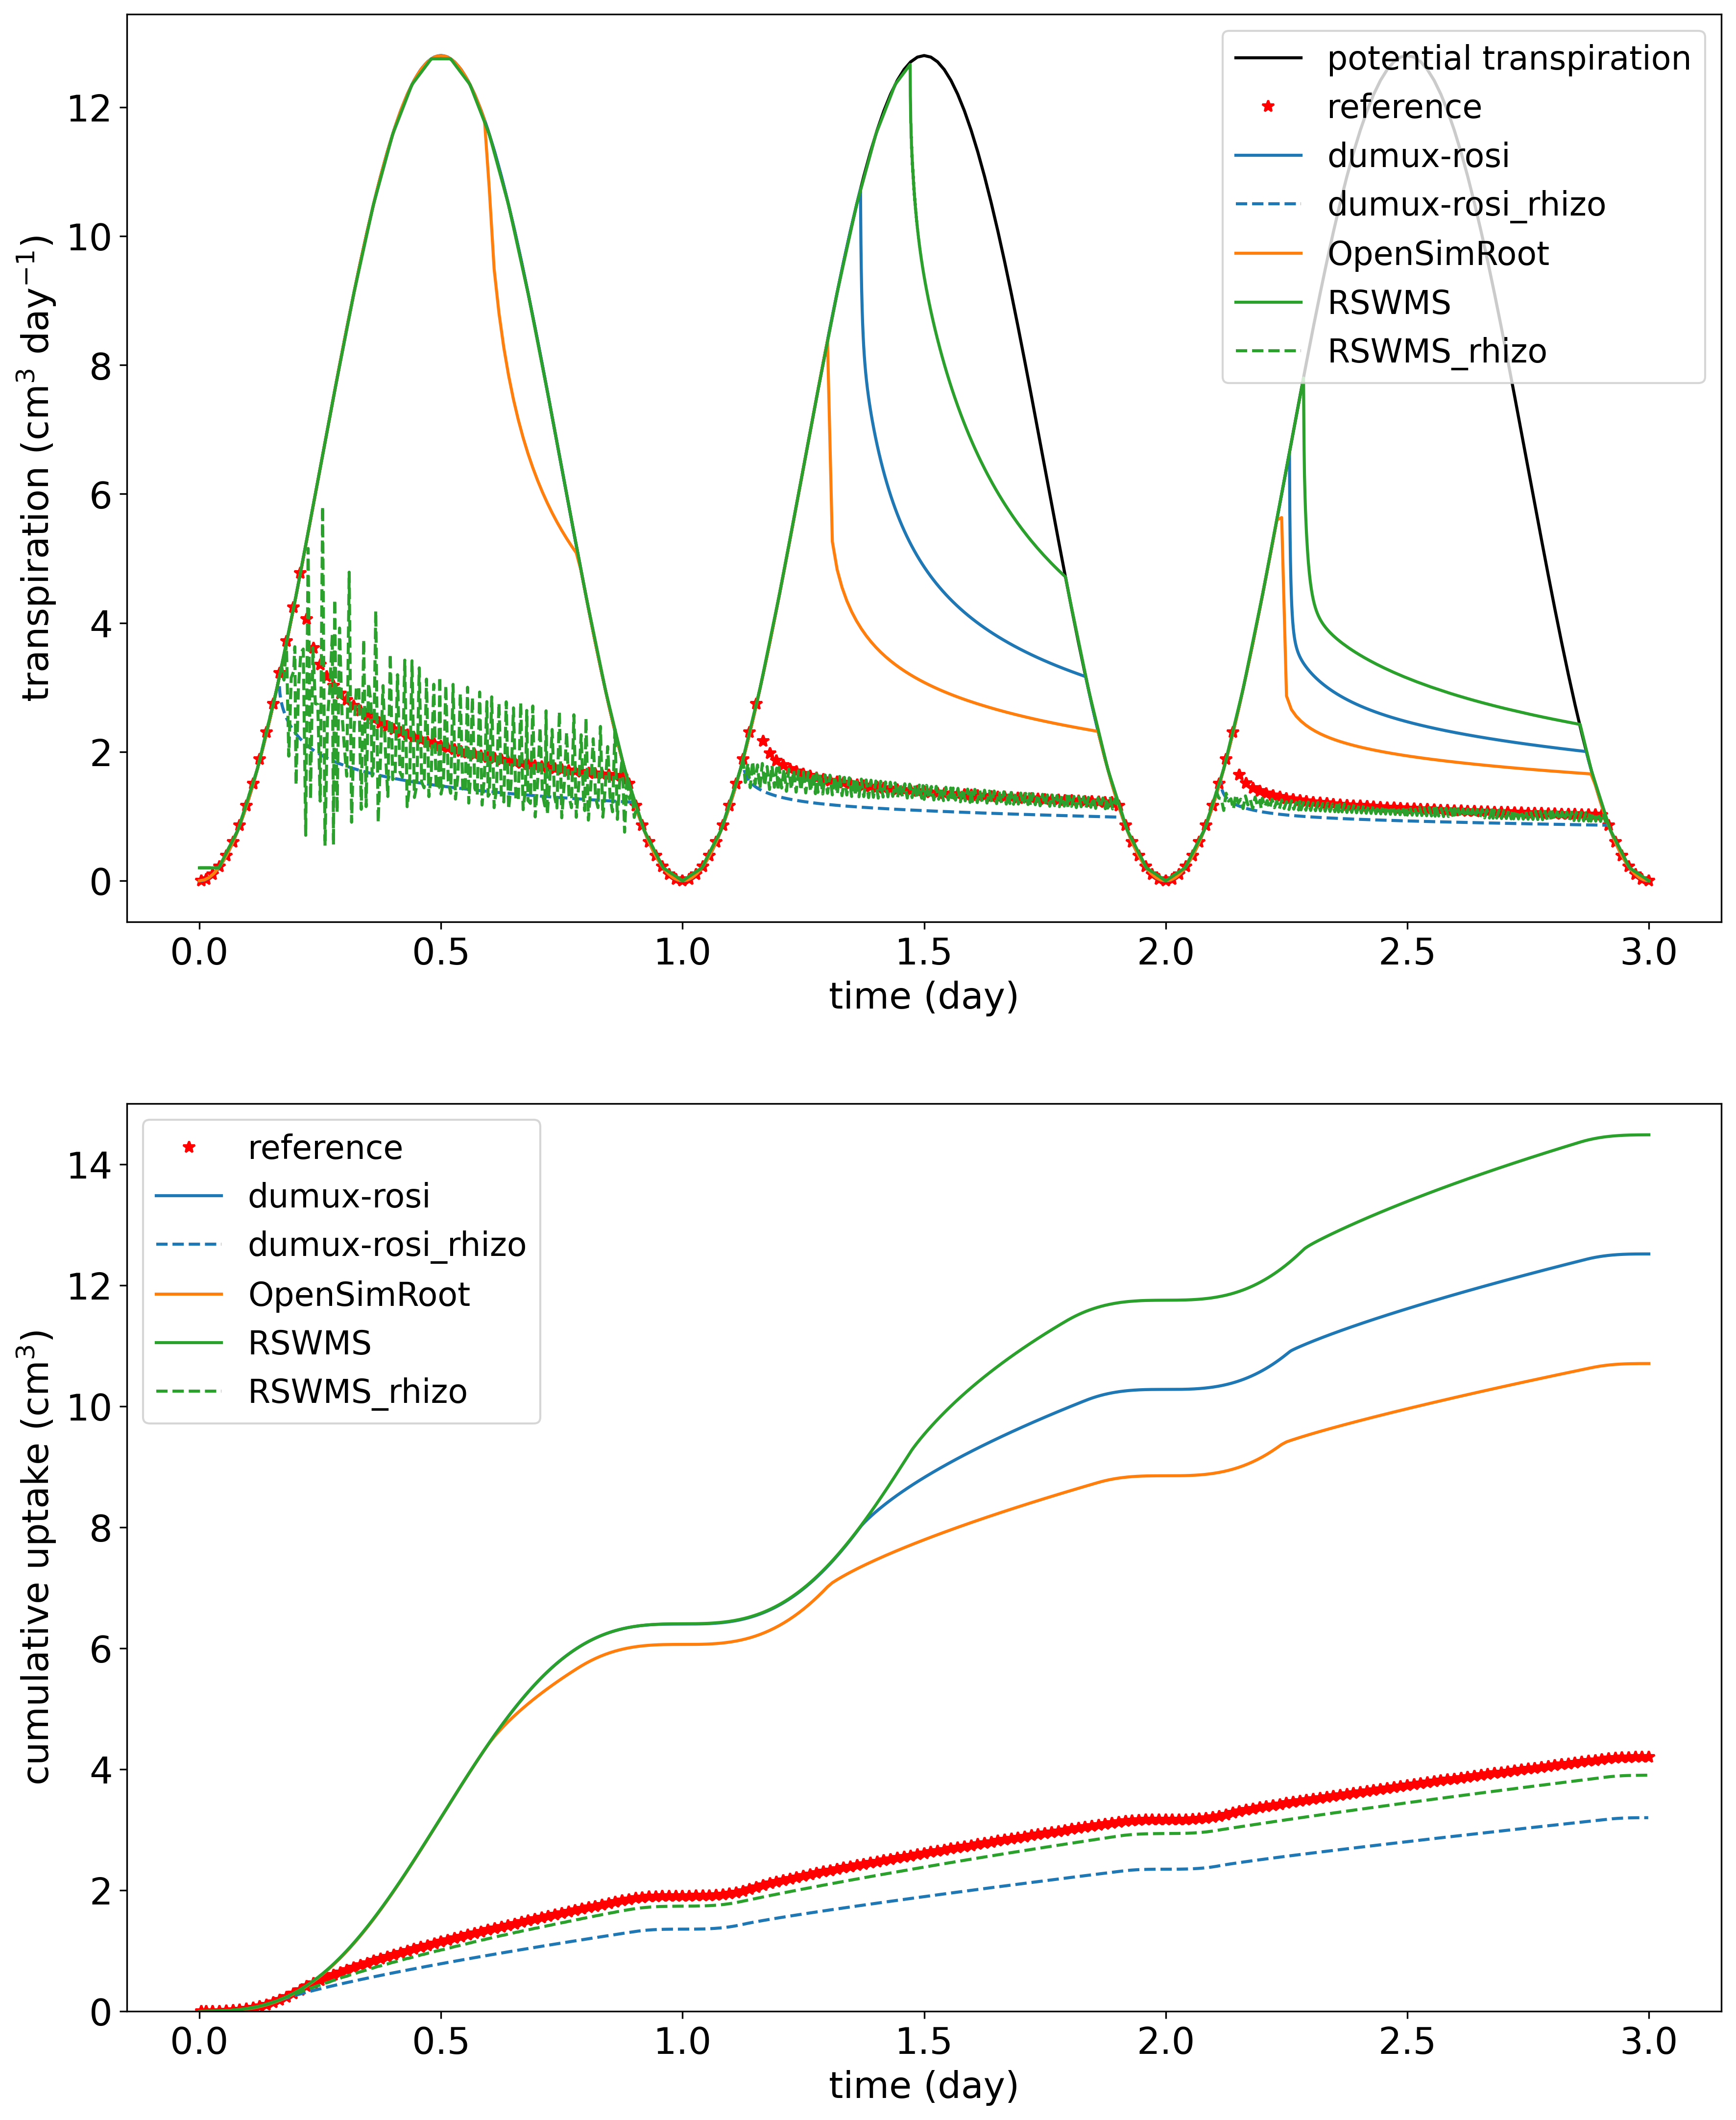 transpiration (cm³ day⁻¹)
12
10
8
6
4
2
0
potential transpiration
reference
dumux-rosi
dumux-rosi_rhizo
OpenSimRoot
RSWMS
RSWMS_rhizo
0.0 0.5 1.0 1.5 2.0 2.5 3.0
time (day)
cumulative uptake (cm³)
14
12
10
8
6
4
2
0
reference
dumux-rosi
dumux-rosi_rhizo
OpenSimRoot
RSWMS
RSWMS_rhizo
0.0 0.5 1.0 1.5 2.0 2.5 3.0
time (day)